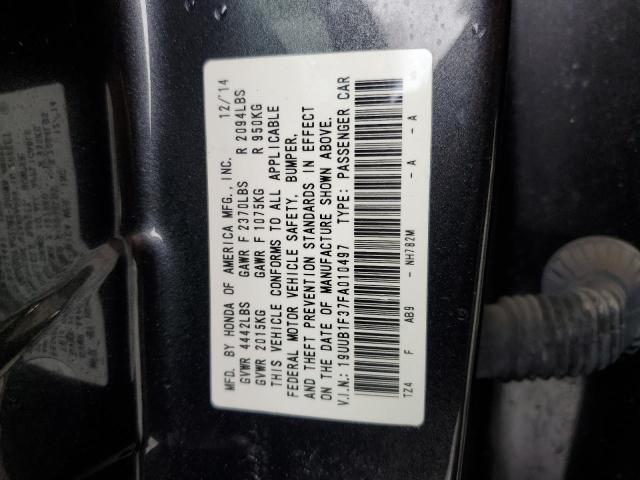 MFD. BY HONDA OF AMERICA MFG., INC. 12/'14
GVWR 4442LBS GAWR F 2370LBS R 2094LBS
GVWR 2015KG GAWR F 1075KG R 950KG
THIS VEHICLE CONFORMS TO ALL APPLICABLE
FEDERAL MOTOR VEHICLE SAFETY, BUMPER,
AND THEFT PREVENTION STANDARDS IN EFFECT
ON THE DATE OF MANUFACTURE SHOWN ABOVE.
V.I.N.: 19UUB1F37FA010497 TYPE: PASSENGER CAR
TZ4 F AB9 - NH782M - A - A